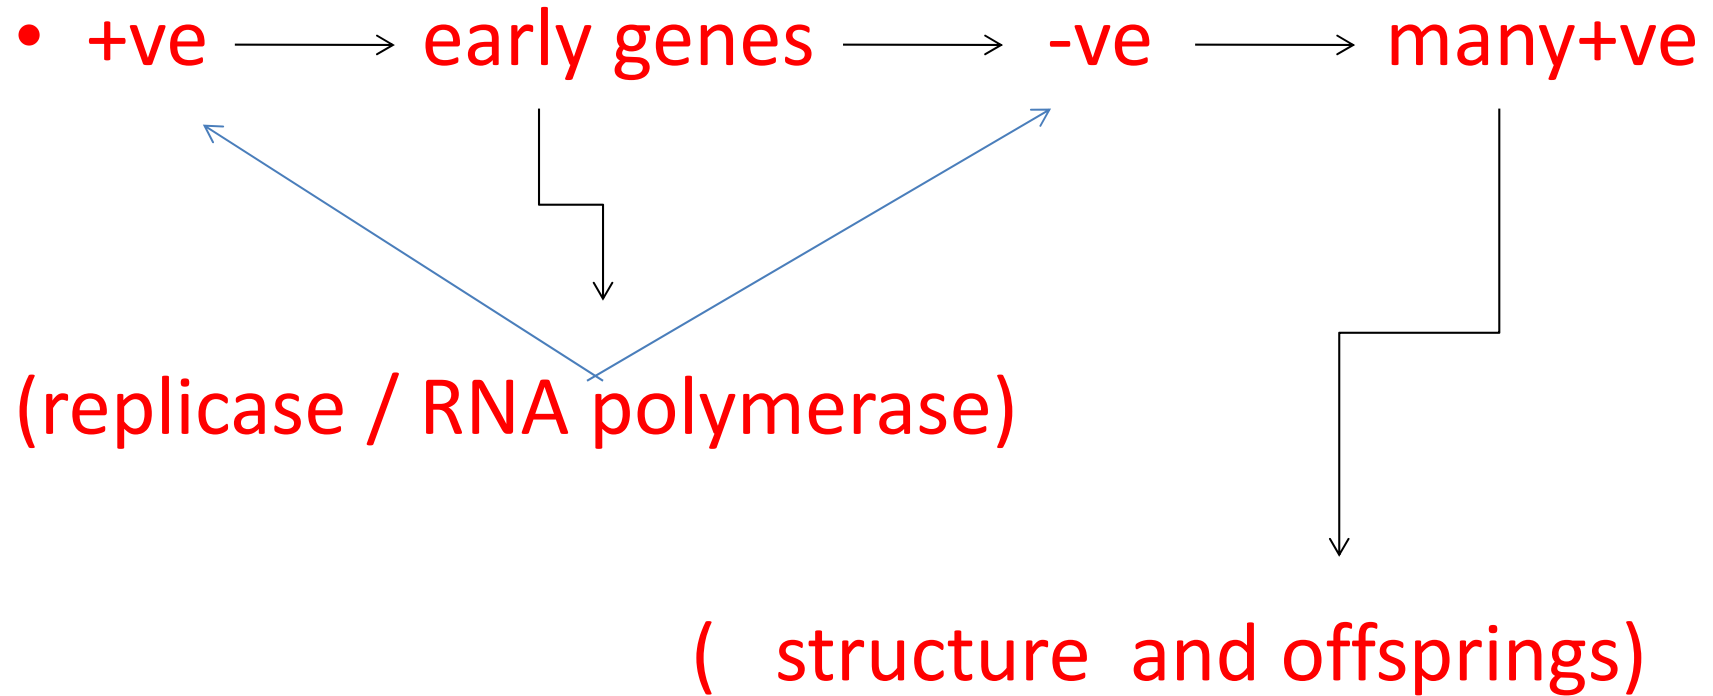 • +ve early genes -ve many+ve
(replicase / RNA polymerase)
( structure and offsprings)